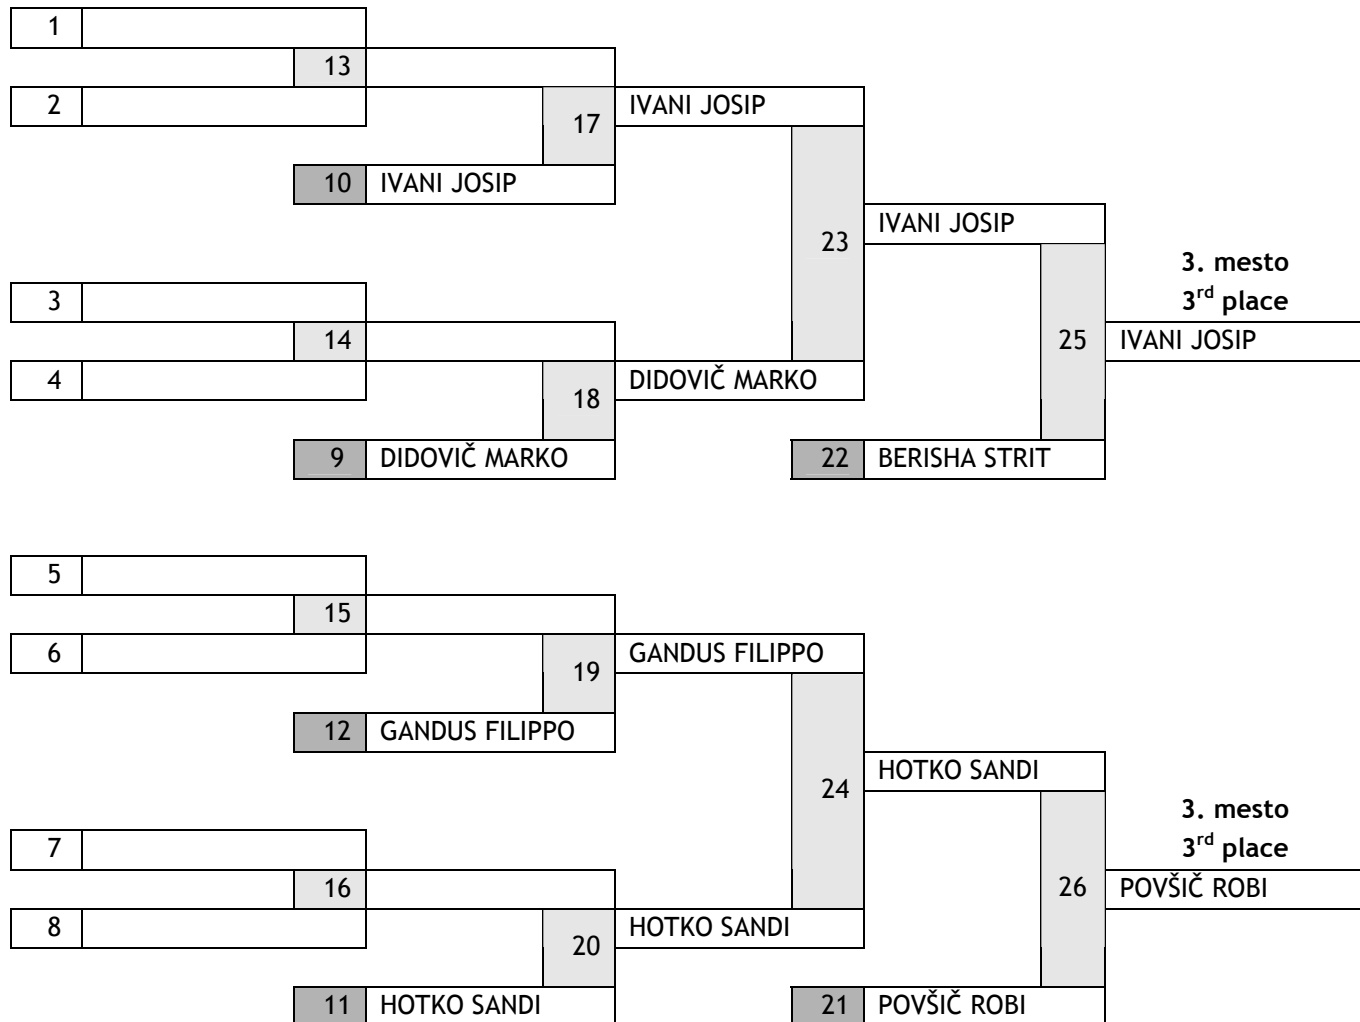 1
13
2
17
IVANI JOSIP
10
IVANI JOSIP
23
IVANI JOSIP
3. mesto
3rd place
3
14
25
IVANI JOSIP
4
18
DIDOVIČ MARKO
9
DIDOVIČ MARKO
22
BERISHA STRIT
5
15
6
19
GANDUS FILIPPO
12
GANDUS FILIPPO
24
HOTKO SANDI
3. mesto
3rd place
7
16
26
POVŠIČ ROBI
8
20
HOTKO SANDI
11
HOTKO SANDI
21
POVŠIČ ROBI